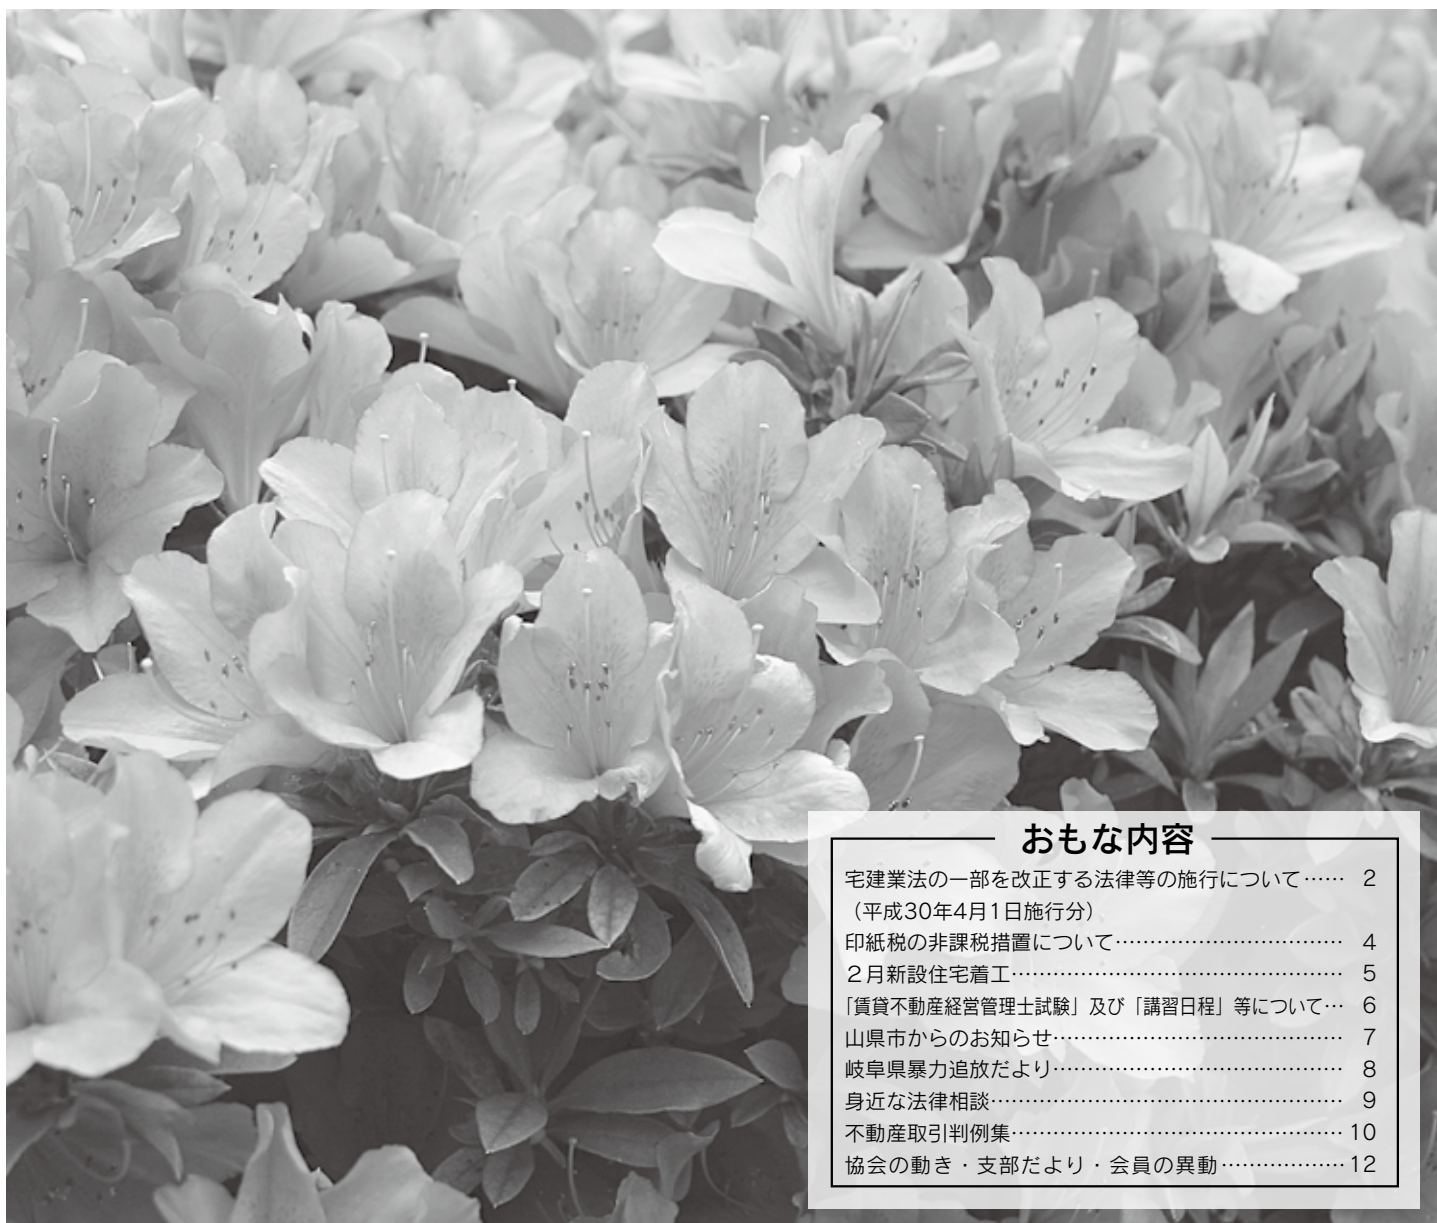 おもな内容
宅建業法の一部を改正する法律等の施行について…… 2
（平成30年4月1日施行分）
印紙税の非課税措置について…………………………… 4
２月新設住宅着工………………………………………… 5
「賃貸不動産経営管理士試験」及び「講習日程」等について… 6
山県市からのお知らせ…………………………………… 7
岐阜県暴力追放だより…………………………………… 8
身近な法律相談…………………………………………… 9
不動産取引判例集………………………………………… 10
協会の動き・支部だより・会員の異動……………… 12